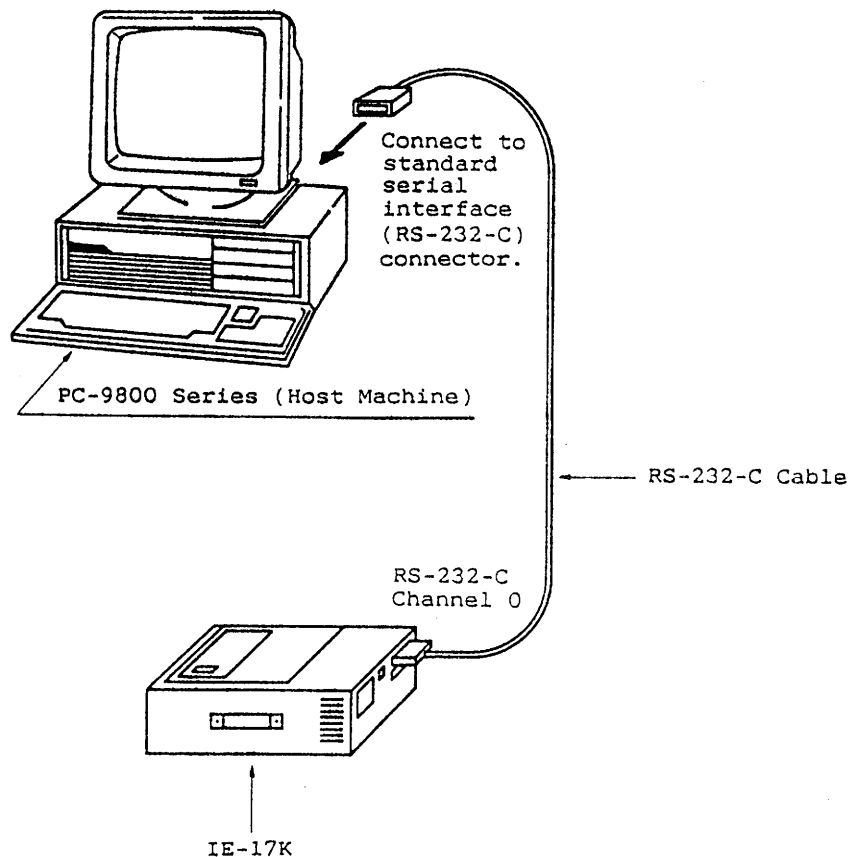 Connect to
standard
serial
interface
(RS-232-C)
connector.
PC-9800 Series (Host Machine)
RS-232-C Cable
RS-232-C
Channel 0
IE-17K